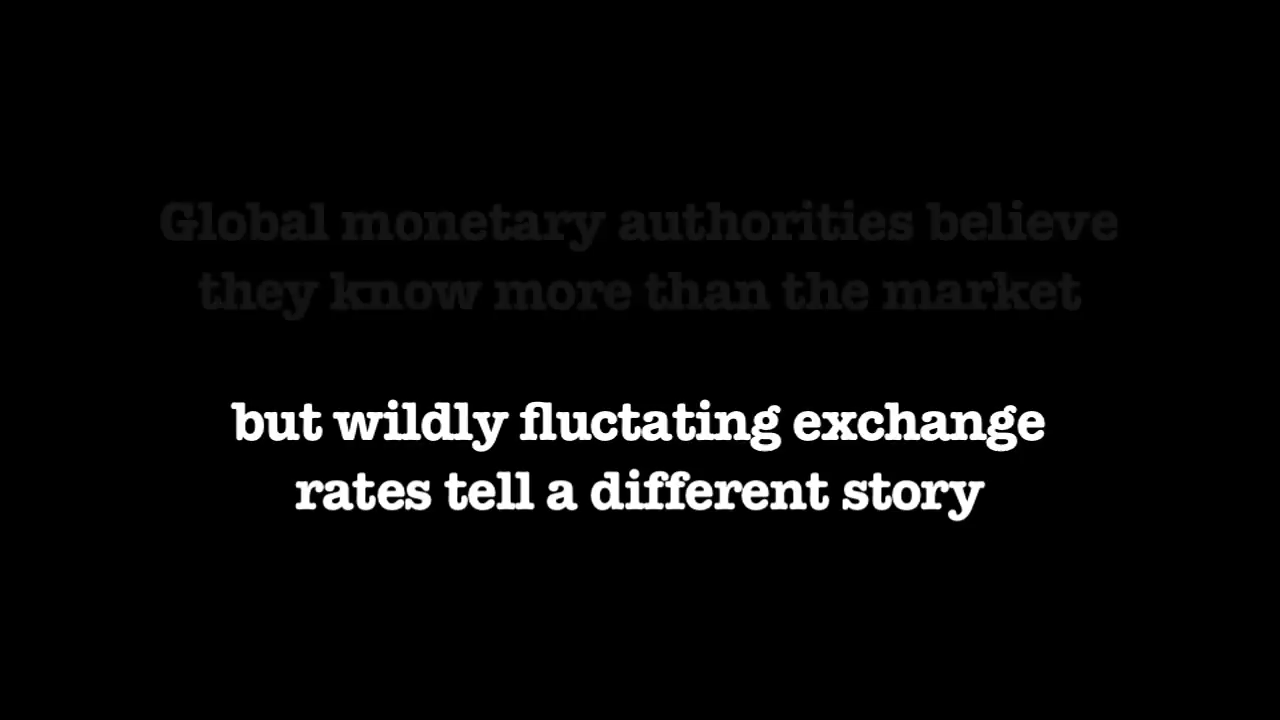 Global monetary authorities believe
they know more than the market
but wildly fluctating exchange
rates tell a different story